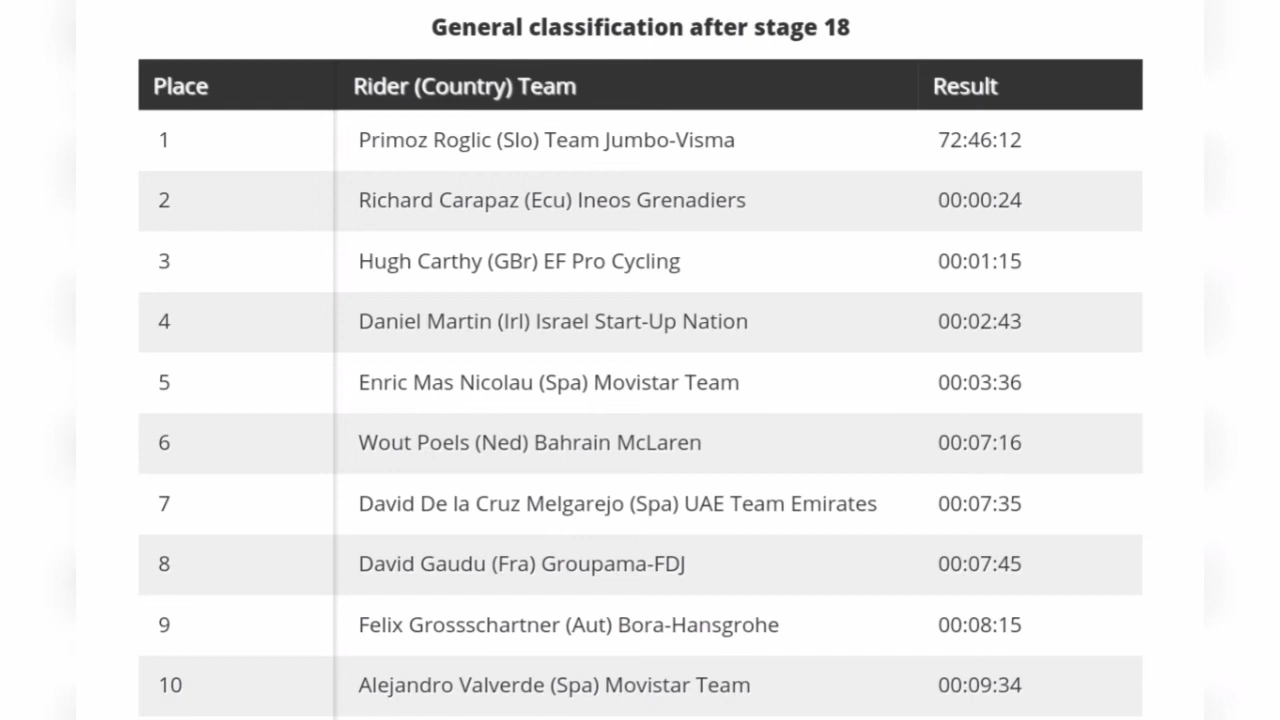 General classification after stage 18
Place Rider (Country) Team Result
1 Primoz Roglic (Slo) Team Jumbo-Visma 72:46:12
2 Richard Carapaz (Ecu) Ineos Grenadiers 00:00:24
3 Hugh Carthy (GBr) EF Pro Cycling 00:01:15
4 Daniel Martin (Irl) Israel Start-Up Nation 00:02:43
5 Enric Mas Nicolau (Spa) Movistar Team 00:03:36
6 Wout Poels (Ned) Bahrain McLaren 00:07:16
7 David De la Cruz Melgarejo (Spa) UAE Team Emirates 00:07:35
8 David Gaudu (Fra) Groupama-FDJ 00:07:45
9 Felix Grossschartner (Aut) Bora-Hansgrohe 00:08:15
10 Alejandro Valverde (Spa) Movistar Team 00:09:34